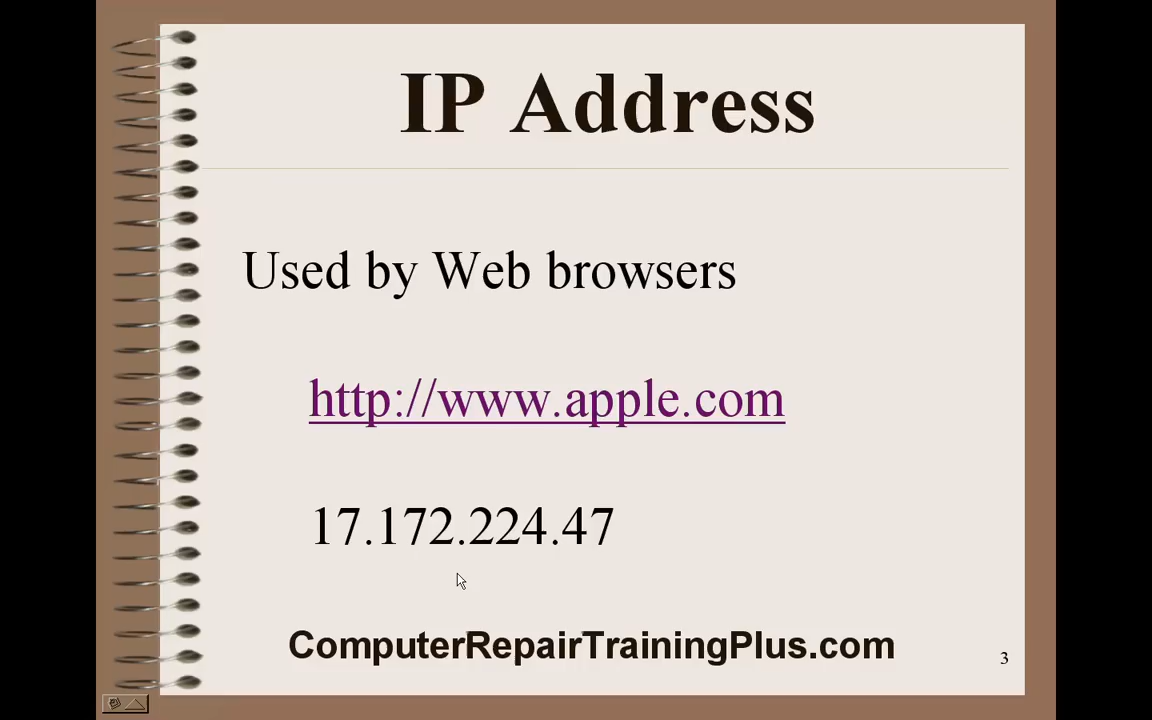 IP Address
Used by Web browsers
http://www.apple.com
17.172.224.47
ComputerRepairTrainingPlus.com
3